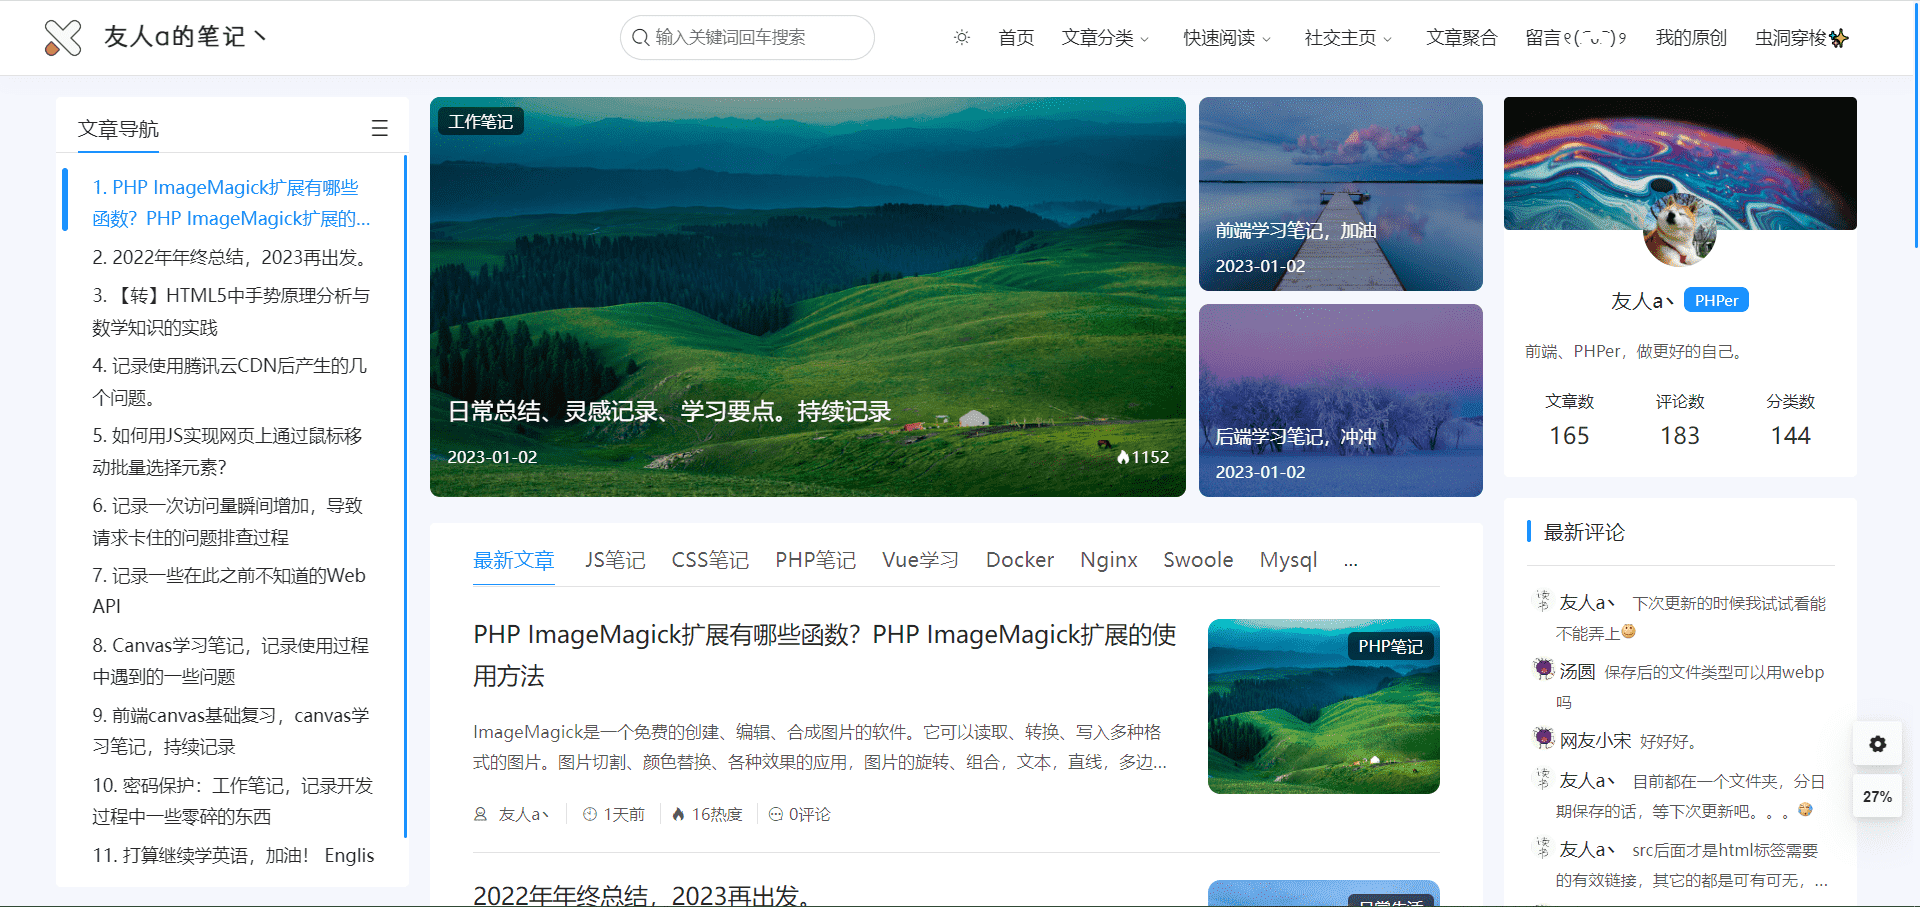 友人a的笔记丶
输入关键词回车搜索
首页 文章分类 快速阅读 社交主页 文章聚合 留言 我的原创 虫洞穿梭✨
文章导航
1. PHP ImageMagick扩展有哪些
函数？PHP ImageMagick扩展的...
2. 2022年年终总结，2023再出发。
3. 【转】HTML5中手势原理分析与
数学知识的实践
4. 记录使用腾讯云CDN后产生的几
个问题。
5. 如何用JS实现网页上通过鼠标移
动批量选择元素？
6. 记录一次访问量瞬间增加，导致
请求卡住的问题排查过程
7. 记录一些在此之前不知道的Web
API
8. Canvas学习笔记，记录使用过程
中遇到的一些问题
9. 前端canvas基础复习，canvas学
习笔记，持续记录
10. 密码保护：工作笔记，记录开发
过程中一些零碎的东西
11. 打算继续学英语，加油！ Englis
工作笔记
日常总结、灵感记录、学习要点。持续记录
2023-01-02
1152
前端学习笔记，加油
2023-01-02
后端学习笔记，冲冲
2023-01-02
最新文章 JS笔记 CSS笔记 PHP笔记 Vue学习 Docker Nginx Swoole Mysql ...
PHP ImageMagick扩展有哪些函数？PHP ImageMagick扩展的使
用方法
ImageMagick是一个免费的创建、编辑、合成图片的软件。它可以读取、转换、写入多种格
式的图片。图片切割、颜色替换、各种效果的应用，图片的旋转、组合，文本，直线，多边...
友人a丶 1天前 16热度 0评论
PHP笔记
2022年年终总结，2023再出发。
日常生活
友人a丶 PHPer
前端、PHPer，做更好的自己。
文章数 评论数 分类数
165 183 144
最新评论
友人a丶 下次更新的时候我试试看能
不能弄上
汤圆 保存后的文件类型可以用webp
吗
网友小宋 好好好。
友人a丶 目前都在一个文件夹，分日
期保存的话，等下次更新吧。。。
友人a丶 src后面才是html标签需要
的有效链接，其它的都是可有可无，...
27%